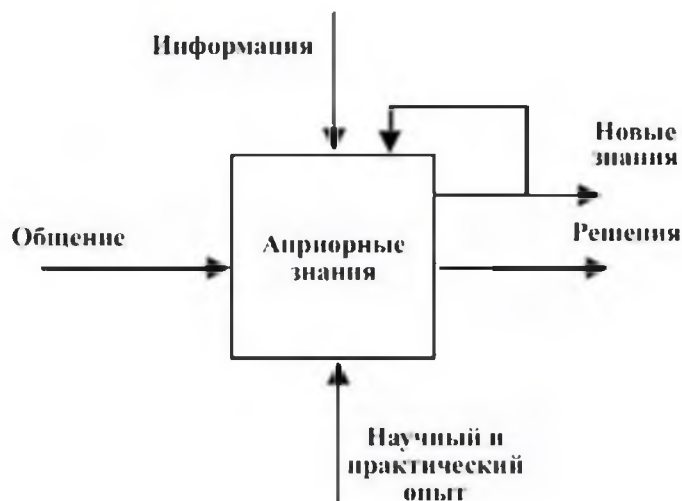 Информация
Новые
знания
Общение
Априорные
знания
Решения
Научный и
практический
опыт